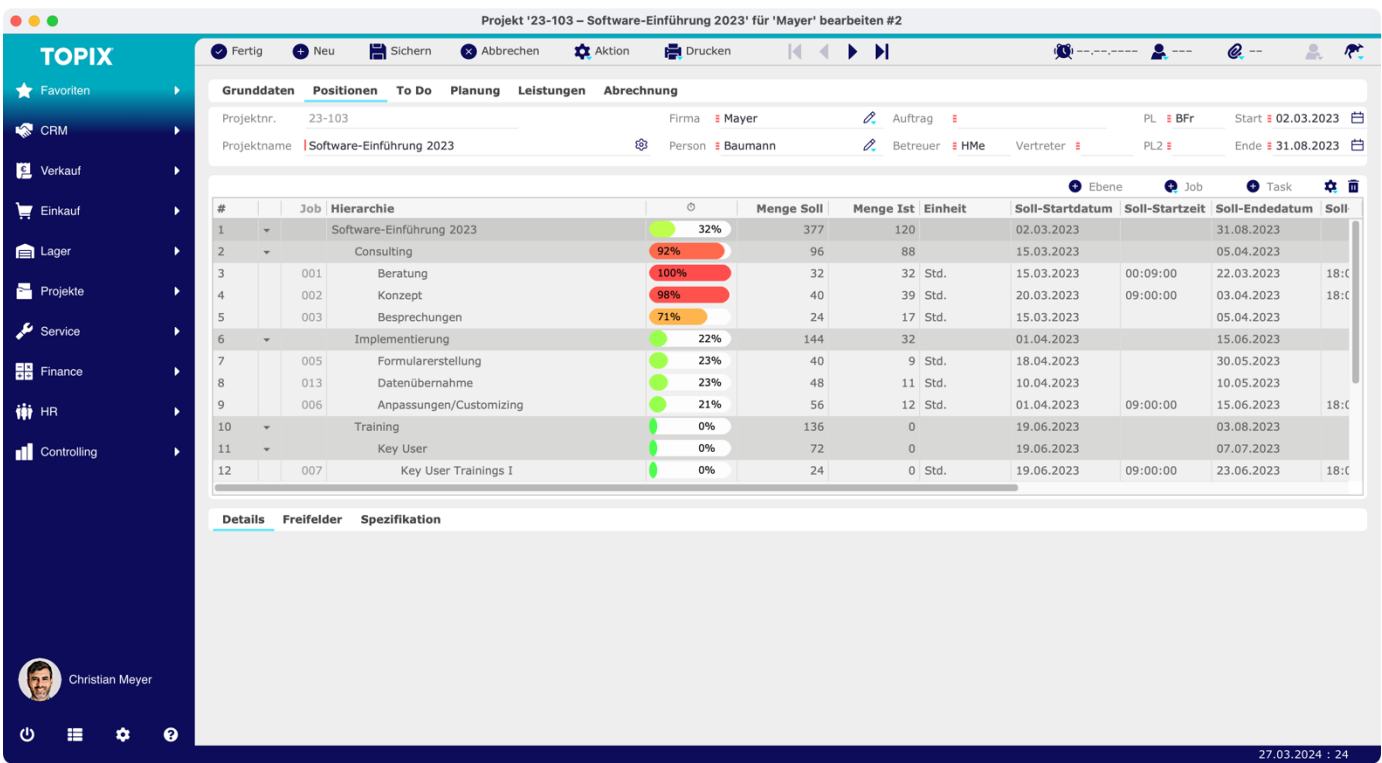 Projekt '23-103 – Software-Einführung 2023' für 'Mayer' bearbeiten #2
TOPIX
Fertig Neu Sichern Abbrechen Aktion Drucken --.--.---- --- --
Favoriten
CRM
Verkauf
Einkauf
Lager
Projekte
Service
Finance
HR
Controlling
Christian Meyer
Grunddaten Positionen To Do Planung Leistungen Abrechnung
Projektnr. 23-103 Firma Mayer Auftrag PL BFr Start 02.03.2023
Projektname Software-Einführung 2023 Person Baumann Betreuer HMe Vertreter PL2 Ende 31.08.2023
Ebene Job Task
# Job Hierarchie Menge Soll Menge Ist Einheit Soll-Startdatum Soll-Startzeit Soll-Endedatum Soll-
1 Software-Einführung 2023 32% 377 120 02.03.2023 31.08.2023
2 Consulting 92% 96 88 15.03.2023 05.04.2023
3 001 Beratung 100% 32 32 Std. 15.03.2023 00:09:00 22.03.2023 18:0
4 002 Konzept 98% 40 39 Std. 20.03.2023 09:00:00 03.04.2023 18:0
5 003 Besprechungen 71% 24 17 Std. 15.03.2023 05.04.2023
6 Implementierung 22% 144 32 01.04.2023 15.06.2023
7 005 Formularerstellung 23% 40 9 Std. 18.04.2023 30.05.2023
8 013 Datenübernahme 23% 48 11 Std. 10.04.2023 10.05.2023
9 006 Anpassungen/Customizing 21% 56 12 Std. 01.04.2023 09:00:00 15.06.2023 18:0
10 Training 0% 136 0 19.06.2023 03.08.2023
11 Key User 0% 72 0 19.06.2023 07.07.2023
12 007 Key User Trainings I 0% 24 0 Std. 19.06.2023 09:00:00 23.06.2023 18:0
Details Freifelder Spezifikation
27.03.2024 : 24